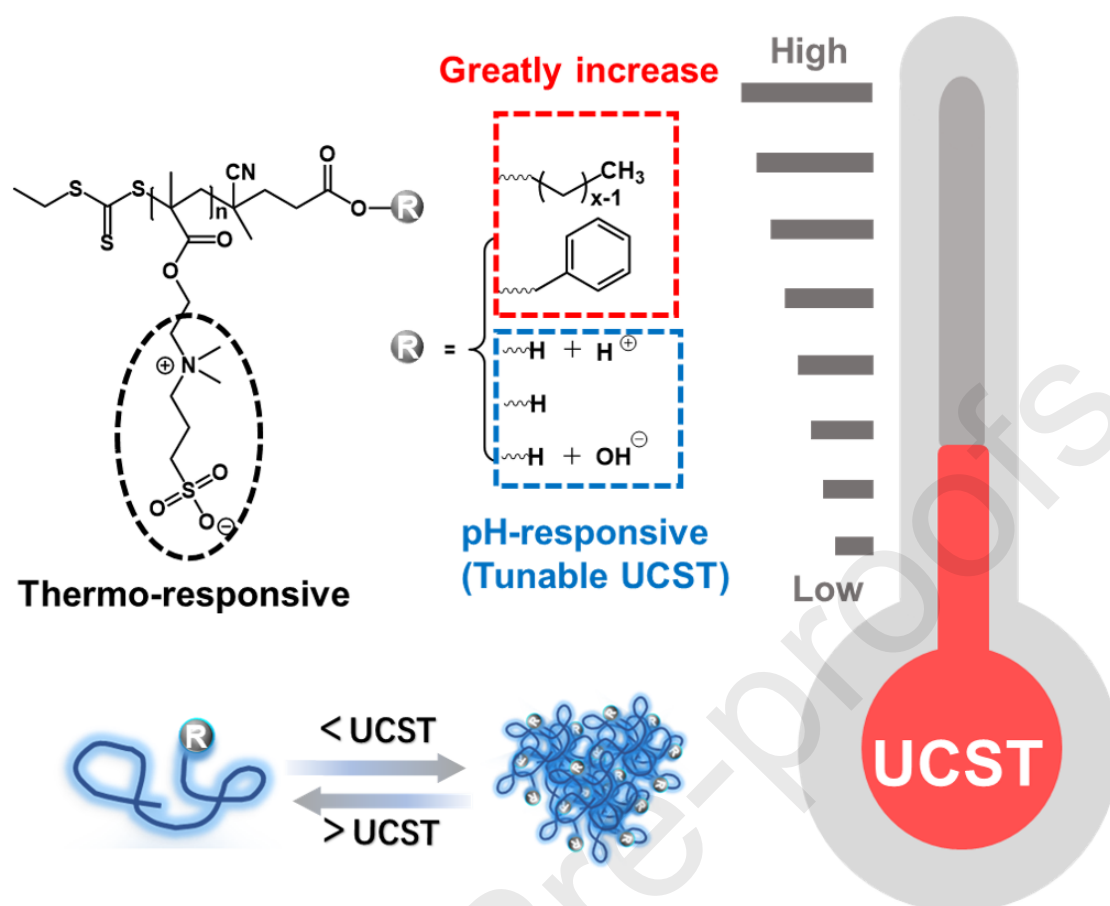 Greatly increase
High
CN
O
CH₃
x-1
S
S
n
O
R
S
O
O
R =
H + H ⊕
H
H + OH ⊖
⊕ N
O
S
O
O ⊖
pH-responsive
(Tunable UCST)
Thermo-responsive
Low
R
< UCST
> UCST
UCST
R
pre-proofs